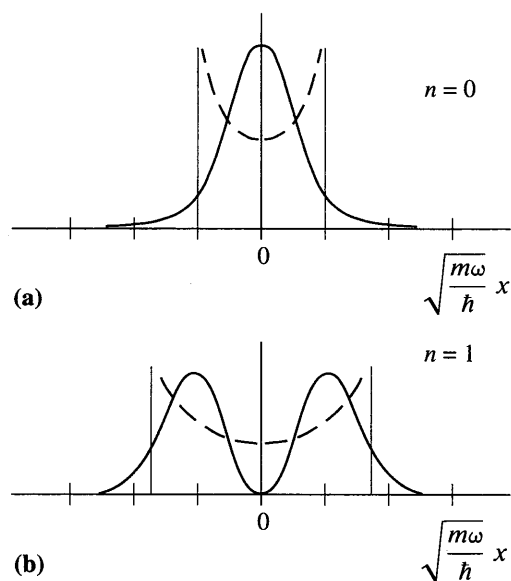 n = 0
0
(a)
√(mω/ħ) x
n = 1
0
(b)
√(mω/ħ) x